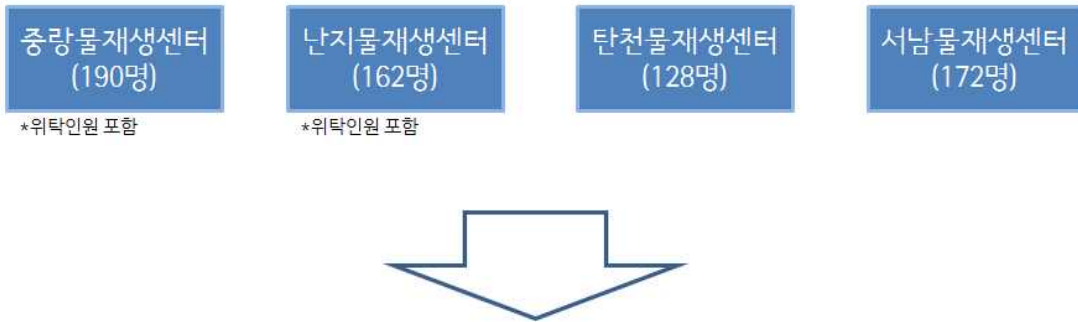 중랑물재생센터
(190명)
난지물재생센터
(162명)
탄천물재생센터
(128명)
서남물재생센터
(172명)
*위탁인원 포함
*위탁인원 포함